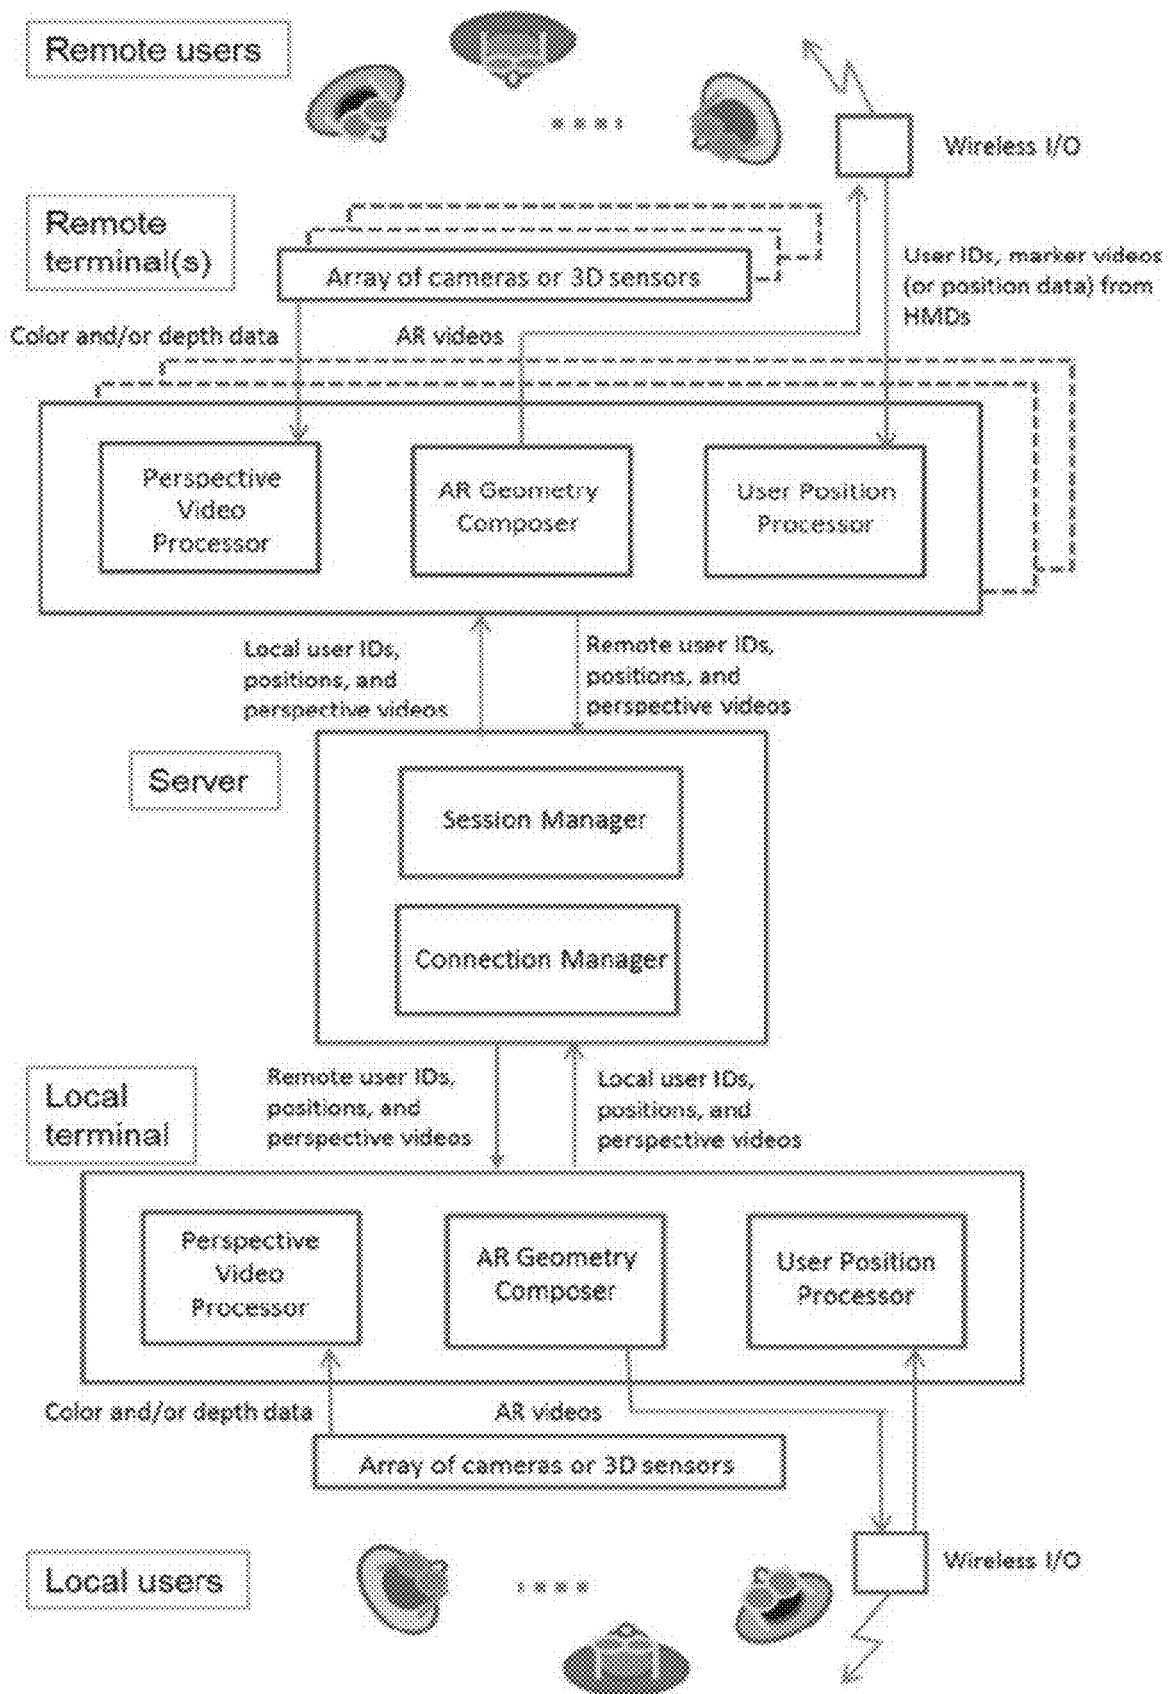 Remote users
Wireless I/O
Remote
terminal(s)
Array of cameras or 3D sensors
User IDs, marker videos
(or position data) from
HMDs
Color and/or depth data
AR videos
Perspective
Video
Processor
AR Geometry
Composer
User Position
Processor
Local user IDs,
positions, and
perspective videos
Remote user IDs,
positions, and
perspective videos
Server
Session Manager
Connection Manager
Local
terminal
Remote user IDs,
positions, and
perspective videos
Local user IDs,
positions, and
perspective videos
Perspective
Video
Processor
AR Geometry
Composer
User Position
Processor
Color and/or depth data
AR videos
Array of cameras or 3D sensors
Local users
Wireless I/O